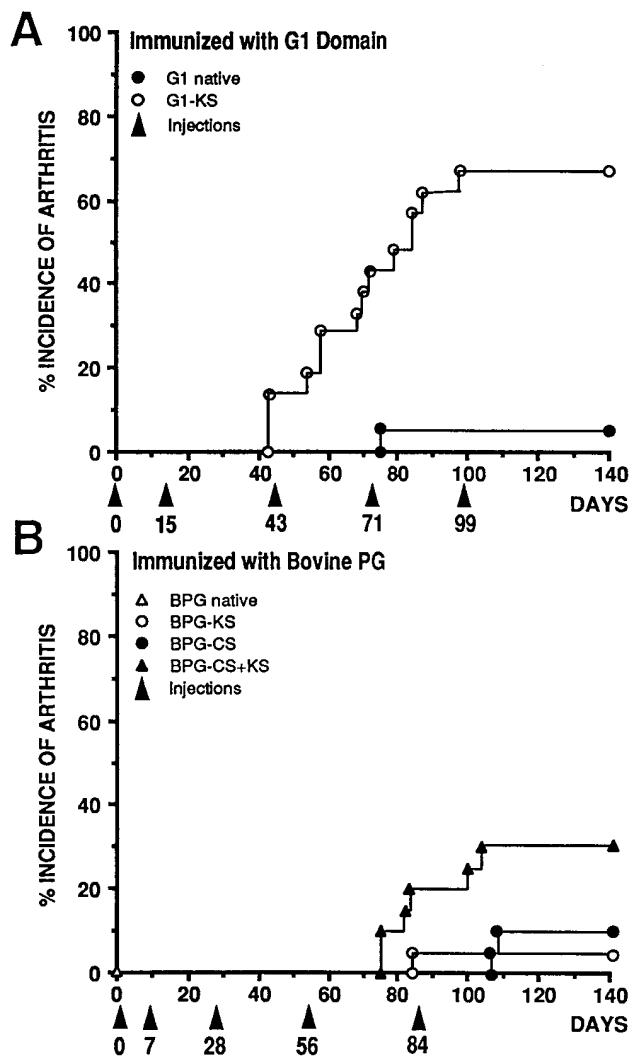 A
Immunized with G1 Domain
G1 native
G1-KS
Injections
% INCIDENCE OF ARTHRITIS
100
80
60
40
20
0
0 20 40 60 80 100 120 140
DAYS
0 15 43 71 99
B
Immunized with Bovine PG
BPG native
BPG-KS
BPG-CS
BPG-CS+KS
Injections
% INCIDENCE OF ARTHRITIS
100
80
60
40
20
0
0 20 40 60 80 100 120 140
DAYS
0 7 28 56 84